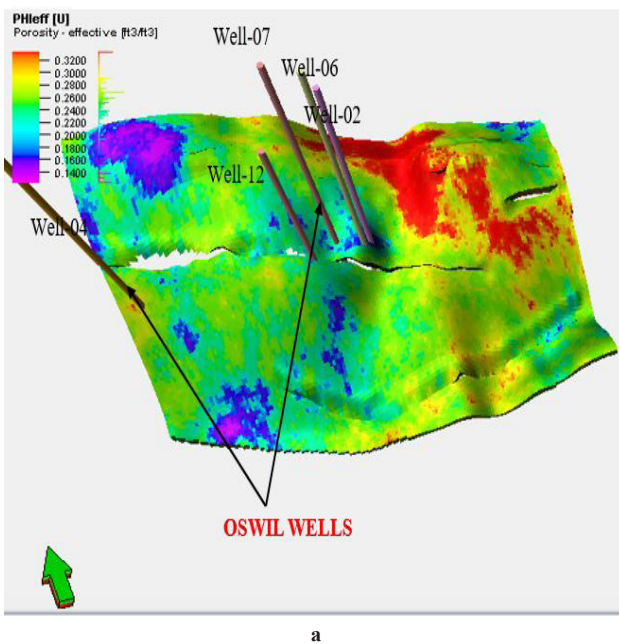 PHIeff [U]
Porosity - effective [ft3/ft3]
0.3200
0.3000
0.2800
0.2600
0.2400
0.2200
0.2000
0.1800
0.1600
0.1400
Well-07
Well-06
Well-02
Well-12
Well-04
OSWIL WELLS
a